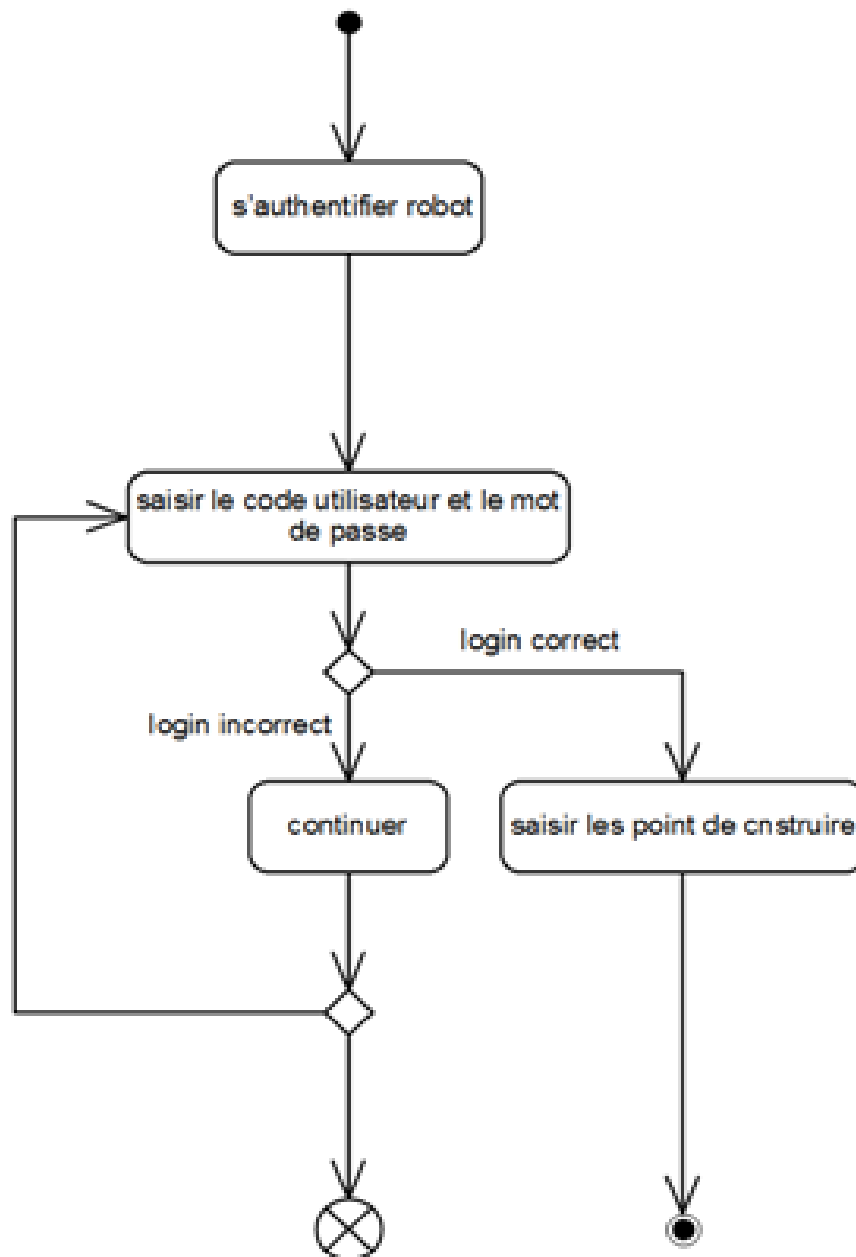 s'authentifier robot
saisir le code utilisateur et le mot
de passe
login correct
login incorrect
continuer
saisir les point de cnstruire